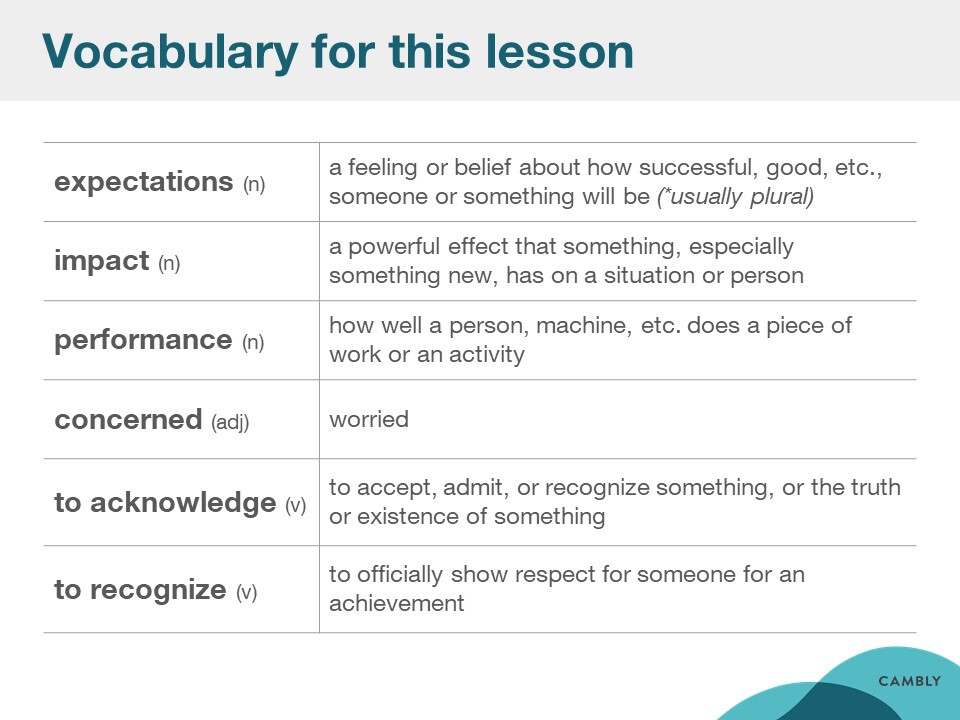 Vocabulary for this lesson
expectations (n)
a feeling or belief about how successful, good, etc.,
someone or something will be (*usually plural)
impact (n)
a powerful effect that something, especially
something new, has on a situation or person
performance (n)
how well a person, machine, etc. does a piece of
work or an activity
concerned (adj)
worried
to acknowledge (v)
to accept, admit, or recognize something, or the truth
or existence of something
to recognize (v)
to officially show respect for someone for an
achievement
CAMBLY